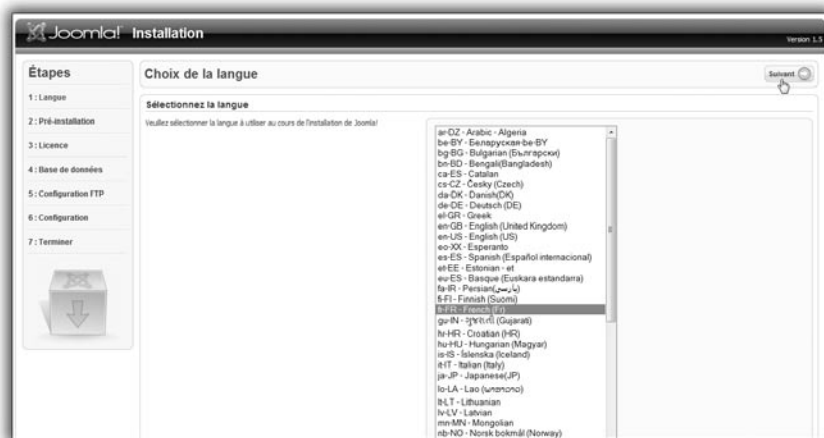 Joomla! Installation
Version 1.5
Étapes
1 : Langue
2 : Pré-installation
3 : Licence
4 : Base de données
5 : Configuration FTP
6 : Configuration
7 : Terminer
Choix de la langue
Suivant
Sélectionnez la langue
Veuillez sélectionner la langue à utiliser au cours de l'installation de Joomla!
ar-DZ - Arabic - Algeria
be-BY - Беларуская-be-BY
bg-BG - Bulgarian (Български)
bn-BD - Bengali(Bangladesh)
ca-ES - Catalan
cs-CZ - Česky (Czech)
da-DK - Danish(DK)
de-DE - Deutsch (DE)
el-GR - Greek
en-GB - English (United Kingdom)
en-US - English (US)
eo-XX - Esperanto
es-ES - Spanish (Español internacional)
et-EE - Estonian - et
eu-ES - Basque (Euskara estandarra)
fa-IR - Persian(پارسی)
fi-FI - Finnish (Suomi)
fr-FR - French (Fr)
gu-IN - ગુજરાતી (Gujarati)
hr-HR - Croatian (HR)
hu-HU - Hungarian (Magyar)
is-IS - Íslenska (Iceland)
it-IT - Italian (Italy)
ja-JP - Japanese(JP)
lo-LA - Lao
lt-LT - Lithuanian
lv-LV - Latvian
mn-MN - Mongolian
nb-NO - Norsk bokmål (Norway)